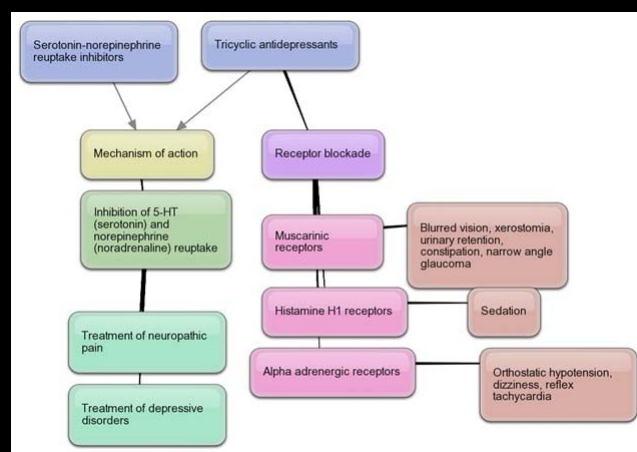 Serotonin-norepinephrine
reuptake inhibitors
Tricyclic antidepressants
Mechanism of action
Receptor blockade
Inhibition of 5-HT
(serotonin) and
norepinephrine
(noradrenaline) reuptake
Muscarinic
receptors
Blurred vision, xerostomia,
urinary retention,
constipation, narrow angle
glaucoma
Histamine H1 receptors
Sedation
Treatment of neuropathic
pain
Alpha adrenergic receptors
Orthostatic hypotension,
dizziness, reflex
tachycardia
Treatment of depressive
disorders